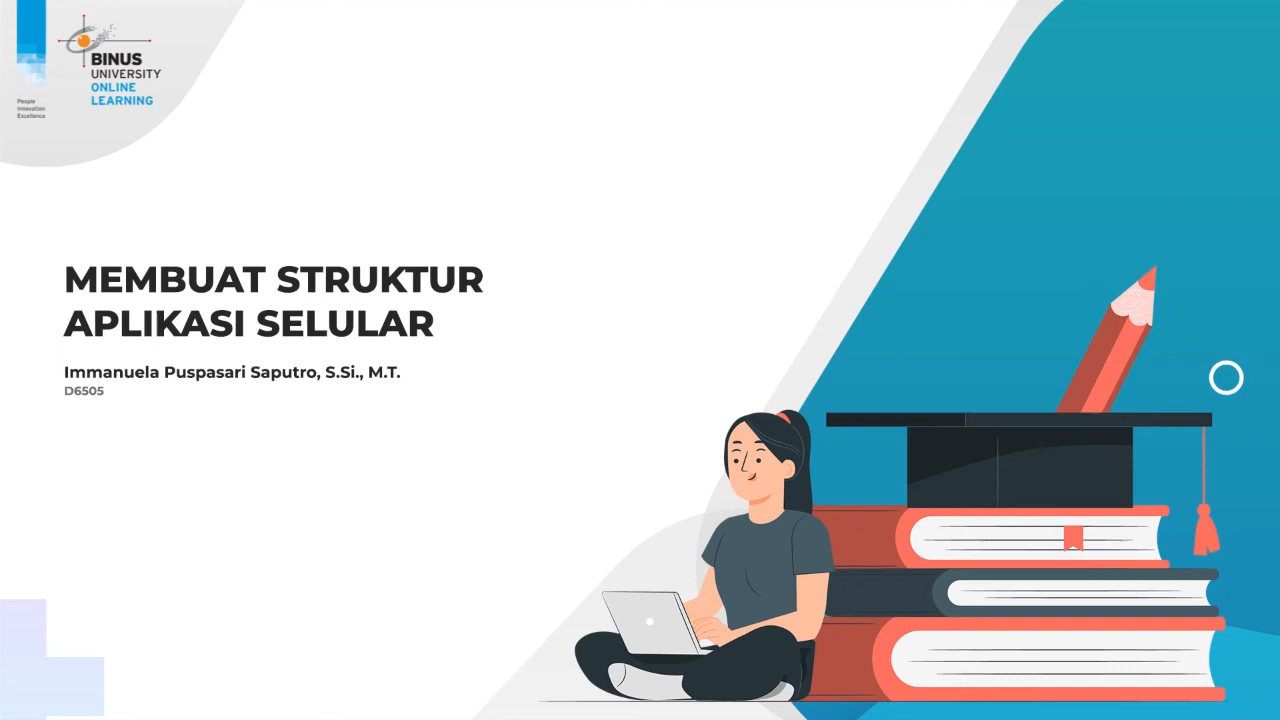 BINUS
UNIVERSITY
ONLINE
LEARNING
People
Innovation
Excellence
MEMBUAT STRUKTUR
APLIKASI SELULAR
Immanuela Puspasari Saputro, S.Si., M.T.
D6505